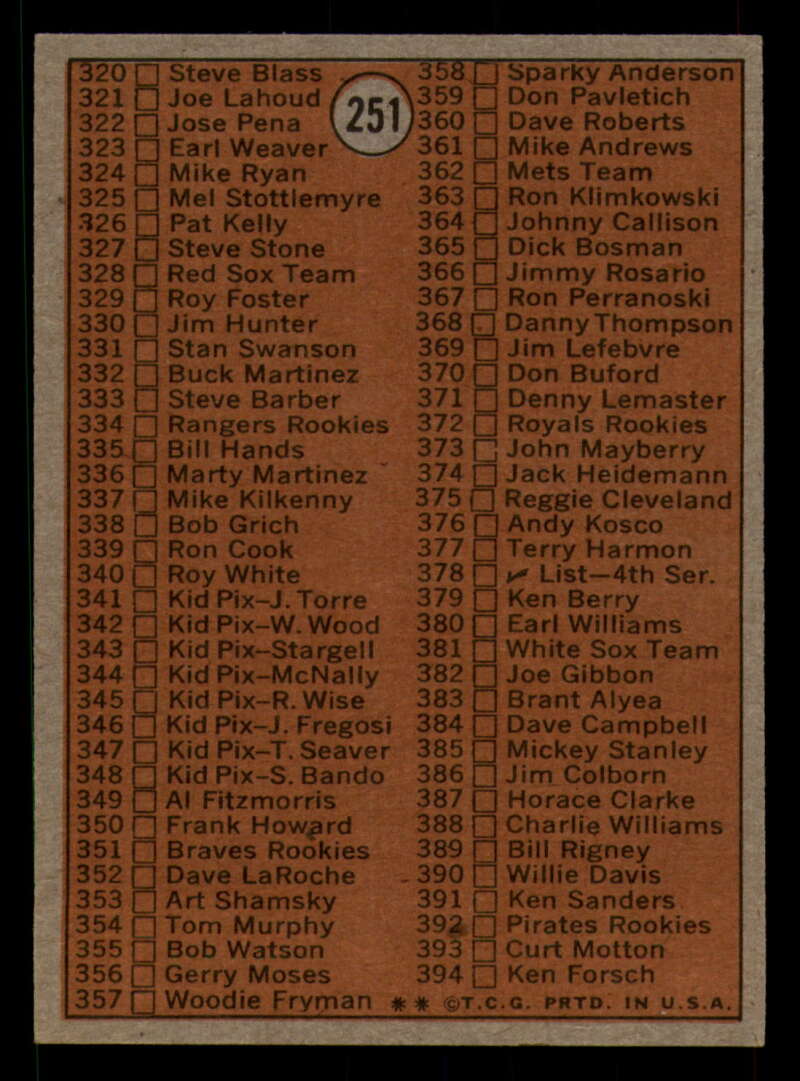 251
320 Steve Blass
321 Joe Lahoud
322 Jose Pena
323 Earl Weaver
324 Mike Ryan
325 Mel Stottlemyre
326 Pat Kelly
327 Steve Stone
328 Red Sox Team
329 Roy Foster
330 Jim Hunter
331 Stan Swanson
332 Buck Martinez
333 Steve Barber
334 Rangers Rookies
335 Bill Hands
336 Marty Martinez
337 Mike Kilkenny
338 Bob Grich
339 Ron Cook
340 Roy White
341 Kid Pix-J. Torre
342 Kid Pix-W. Wood
343 Kid Pix-Stargell
344 Kid Pix-McNally
345 Kid Pix-R. Wise
346 Kid Pix-J. Fregosi
347 Kid Pix-T. Seaver
348 Kid Pix-S. Bando
349 Al Fitzmorris
350 Frank Howard
351 Braves Rookies
352 Dave LaRoche
353 Art Shamsky
354 Tom Murphy
355 Bob Watson
356 Gerry Moses
357 Woodie Fryman
358 Sparky Anderson
359 Don Pavletich
360 Dave Roberts
361 Mike Andrews
362 Mets Team
363 Ron Klimkowski
364 Johnny Callison
365 Dick Bosman
366 Jimmy Rosario
367 Ron Perranoski
368 Danny Thompson
369 Jim Lefebvre
370 Don Buford
371 Denny Lemaster
372 Royals Rookies
373 John Mayberry
374 Jack Heidemann
375 Reggie Cleveland
376 Andy Kosco
377 Terry Harmon
378 ✔ List—4th Ser.
379 Ken Berry
380 Earl Williams
381 White Sox Team
382 Joe Gibbon
383 Brant Alyea
384 Dave Campbell
385 Mickey Stanley
386 Jim Colborn
387 Horace Clarke
388 Charlie Williams
389 Bill Rigney
390 Willie Davis
391 Ken Sanders
392 Pirates Rookies
393 Curt Motton
394 Ken Forsch
** ©T.C.G. PRTD. IN U.S.A.